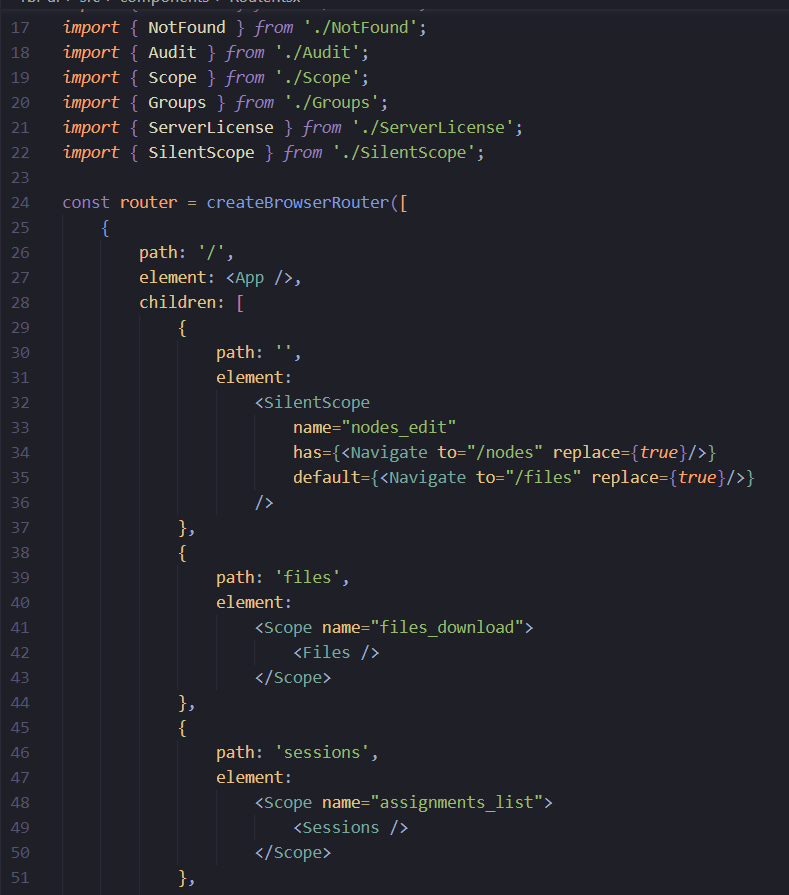 src > components > Router.tsx
17 import { NotFound } from './NotFound';
18 import { Audit } from './Audit';
19 import { Scope } from './Scope';
20 import { Groups } from './Groups';
21 import { ServerLicense } from './ServerLicense';
22 import { SilentScope } from './SilentScope';
23
24 const router = createBrowserRouter([
25     {
26         path: '/',
27         element: <App />,
28         children: [
29             {
30                 path: '',
31                 element:
32                     <SilentScope
33                         name="nodes_edit"
34                         has={<Navigate to="/nodes" replace={true}/>}
35                         default={<Navigate to="/files" replace={true}/>}
36                     />
37             },
38             {
39                 path: 'files',
40                 element:
41                     <Scope name="files_download">
42                         <Files />
43                     </Scope>
44             },
45             {
46                 path: 'sessions',
47                 element:
48                     <Scope name="assignments_list">
49                         <Sessions />
50                     </Scope>
51             },